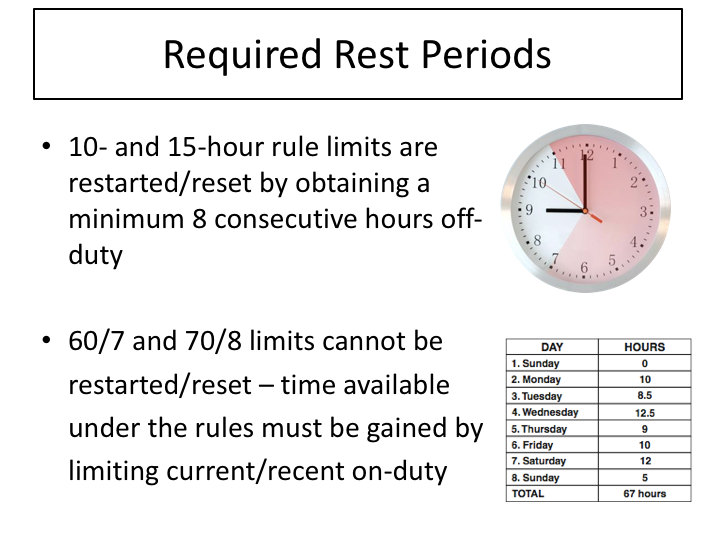 Required Rest Periods
• 10- and 15-hour rule limits are
restarted/reset by obtaining a
minimum 8 consecutive hours off-
duty
12
1
2
3
4
5
6
7
8
9
10
11
• 60/7 and 70/8 limits cannot be
restarted/reset – time available
under the rules must be gained by
limiting current/recent on-duty
DAY HOURS
1. Sunday 0
2. Monday 10
3. Tuesday 8.5
4. Wednesday 12.5
5. Thursday 9
6. Friday 10
7. Saturday 12
8. Sunday 5
TOTAL 67 hours